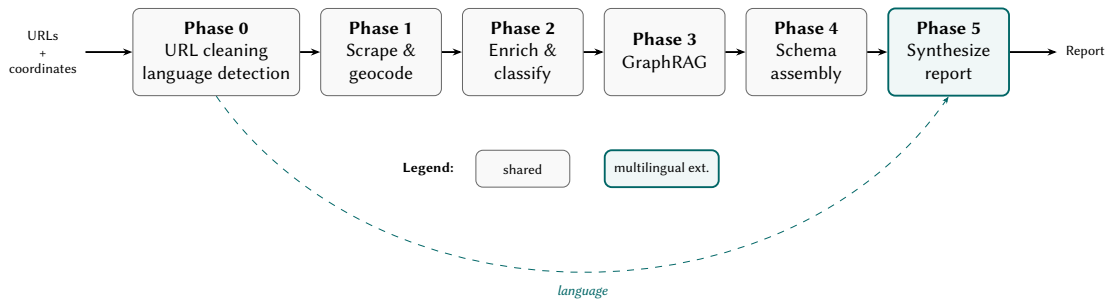 URLs
+
coordinates
Phase 0
URL cleaning
language detection
Phase 1
Scrape &
geocode
Phase 2
Enrich &
classify
Phase 3
GraphRAG
Phase 4
Schema
assembly
Phase 5
Synthesize
report
Report
Legend:
shared
multilingual ext.
language